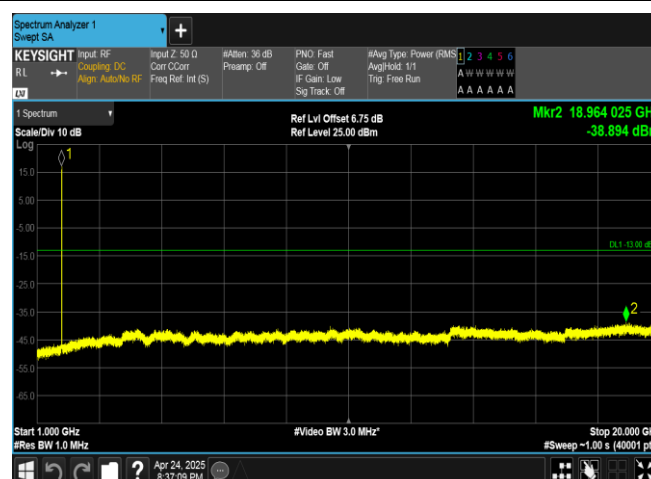 Spectrum Analyzer 1
Swept SA
KEYSIGHT
RL
LXI
Input: RF
Coupling: DC
Align: Auto/No RF
Input Z: 50 Ω
Corr CCorr
Freq Ref: Int (S)
#Atten: 36 dB
Preamp: Off
PNO: Fast
Gate: Off
IF Gain: Low
Sig Track: Off
#Avg Type: Power (RMS
Avg|Hold: 1/1
Trig: Free Run
1 2 3 4 5 6
A W W W W W
A A A A A A
1 Spectrum
Scale/Div 10 dB
Log
Ref Lvl Offset 6.75 dB
Ref Level 25.00 dBm
Mkr2 18.964 025 GH
-38.894 dB
1
15.0
5.00
-5.00
-15.0
-25.0
-35.0
-45.0
-55.0
-65.0
DL1 -13.00 d
2
Start 1.000 GHz
#Res BW 1.0 MHz
#Video BW 3.0 MHz*
Stop 20.000 G
#Sweep ~1.00 s (40001 pt
?
Apr 24, 2025
8:37:09 PM